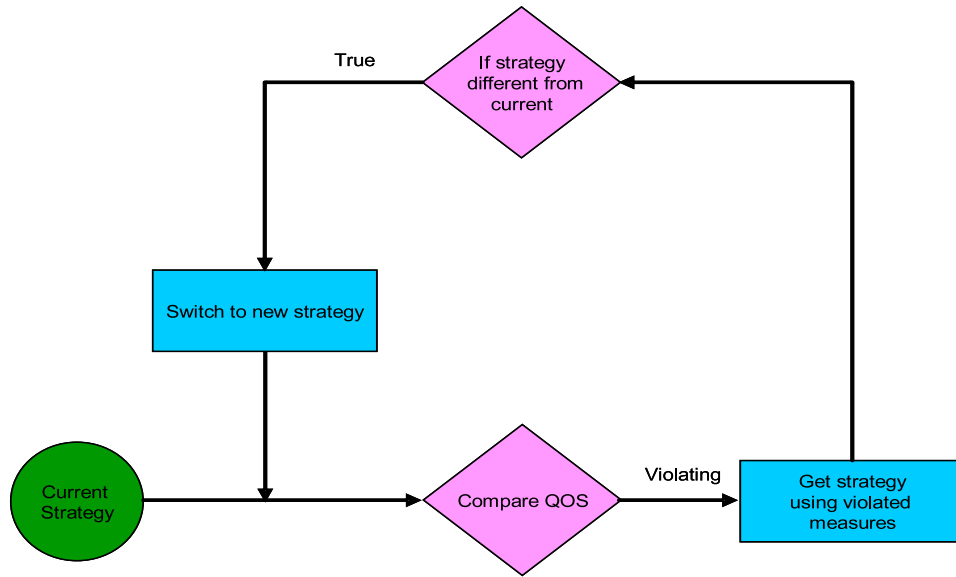 True
If strategy
different from
current
Switch to new strategy
Current
Strategy
Compare QOS
Violating
Get strategy
using violated
measures